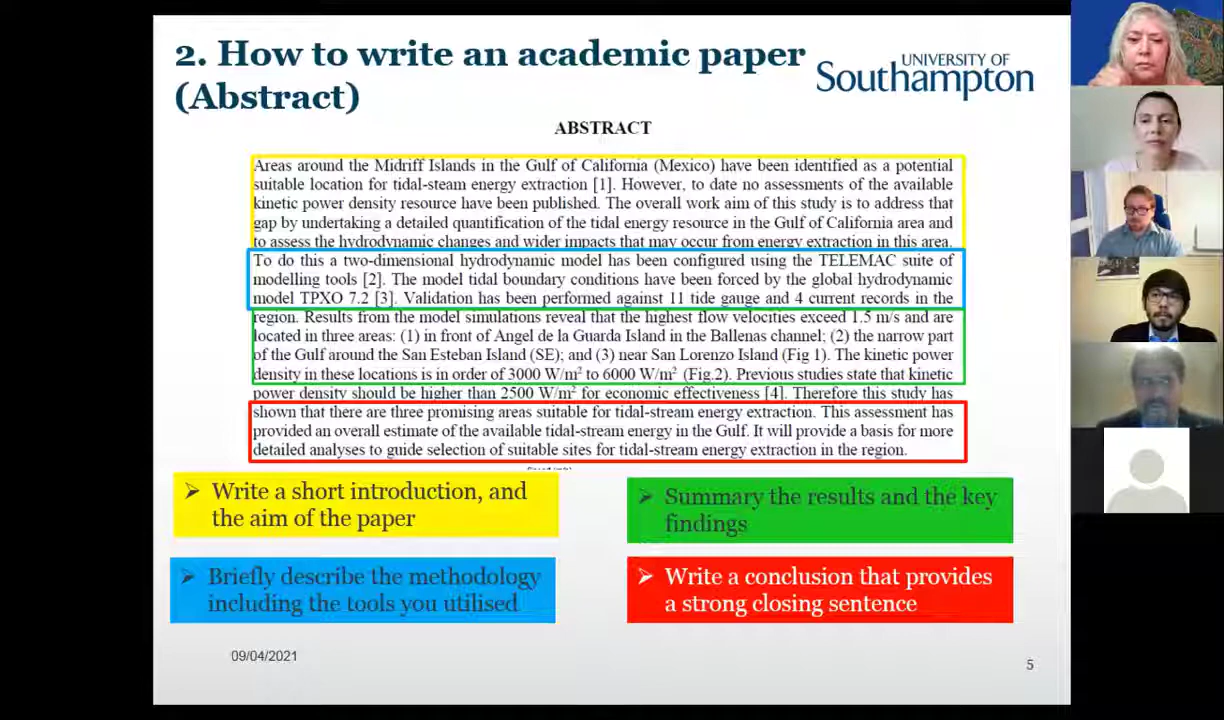 2. How to write an academic paper
(Abstract)
UNIVERSITY OF
Southampton
ABSTRACT
Areas around the Midriff Islands in the Gulf of California (Mexico) have been identified as a potential
suitable location for tidal-steam energy extraction [1]. However, to date no assessments of the available
kinetic power density resource have been published. The overall work aim of this study is to address that
gap by undertaking a detailed quantification of the tidal energy resource in the Gulf of California area and
to assess the hydrodynamic changes and wider impacts that may occur from energy extraction in this area.
To do this a two-dimensional hydrodynamic model has been configured using the TELEMAC suite of
modelling tools [2]. The model tidal boundary conditions have been forced by the global hydrodynamic
model TPXO 7.2 [3]. Validation has been performed against 11 tide gauge and 4 current records in the
region. Results from the model simulations reveal that the highest flow velocities exceed 1.5 m/s and are
located in three areas: (1) in front of Angel de la Guarda Island in the Ballenas channel; (2) the narrow part
of the Gulf around the San Esteban Island (SE); and (3) near San Lorenzo Island (Fig 1). The kinetic power
density in these locations is in order of 3000 W/m² to 6000 W/m² (Fig.2). Previous studies state that kinetic
power density should be higher than 2500 W/m² for economic effectiveness [4]. Therefore this study has
shown that there are three promising areas suitable for tidal-stream energy extraction. This assessment has
provided an overall estimate of the available tidal-stream energy in the Gulf. It will provide a basis for more
detailed analyses to guide selection of suitable sites for tidal-stream energy extraction in the region.
➢ Write a short introduction, and
the aim of the paper
➢ Summary the results and the key
findings
➢ Briefly describe the methodology
including the tools you utilised
➢ Write a conclusion that provides
a strong closing sentence
09/04/2021
5